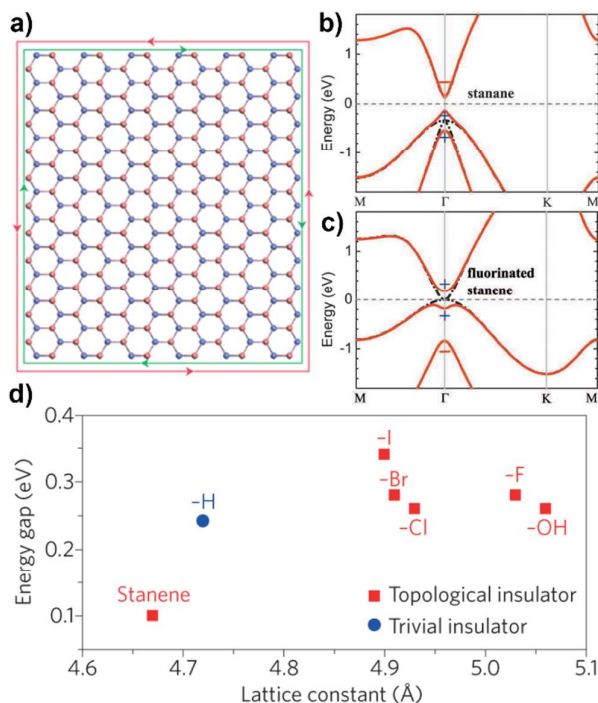 a)
b)
Energy (eV)
1
0
-1
stanane
M
Γ
K
M
c)
Energy (eV)
1
0
-1
fluorinated
stanene
M
Γ
K
M
d)
Energy gap (eV)
0.4
0.3
0.2
0.1
–I
–Br
–Cl
–F
–OH
–H
Stanene
Topological insulator
Trivial insulator
4.6
4.7
4.8
4.9
5.0
5.1
Lattice constant (Å)